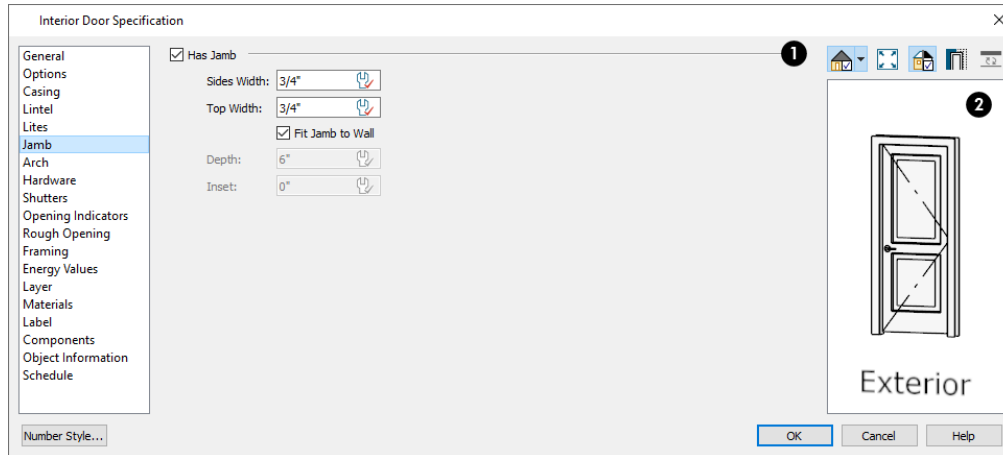 Interior Door Specification
General
Options
Casing
Lintel
Lites
Jamb
Arch
Hardware
Shutters
Opening Indicators
Rough Opening
Framing
Energy Values
Layer
Materials
Label
Components
Object Information
Schedule
Has Jamb
Sides Width: 3/4"
Top Width: 3/4"
Fit Jamb to Wall
Depth: 6"
Inset: 0"
1
2
Exterior
Number Style...
OK
Cancel
Help